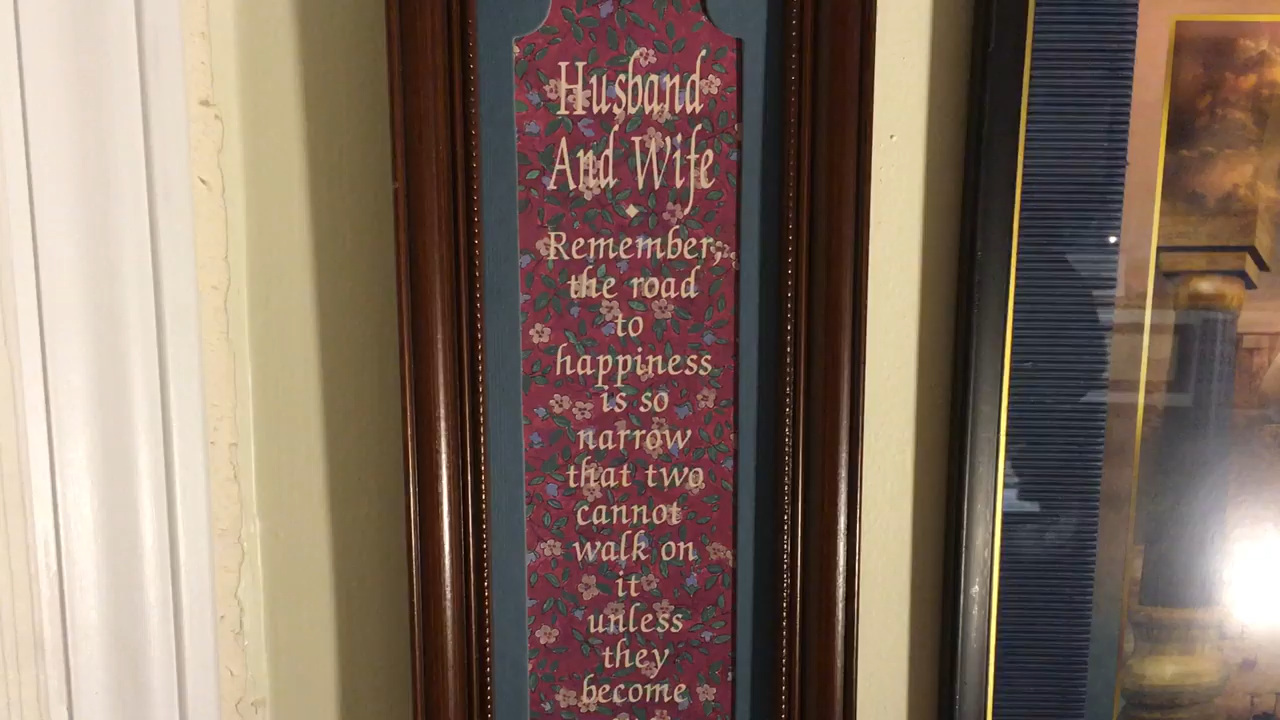 Husband
And Wife
Remember,
the road
to
happiness
is so
narrow
that two
cannot
walk on
it
unless
they
become